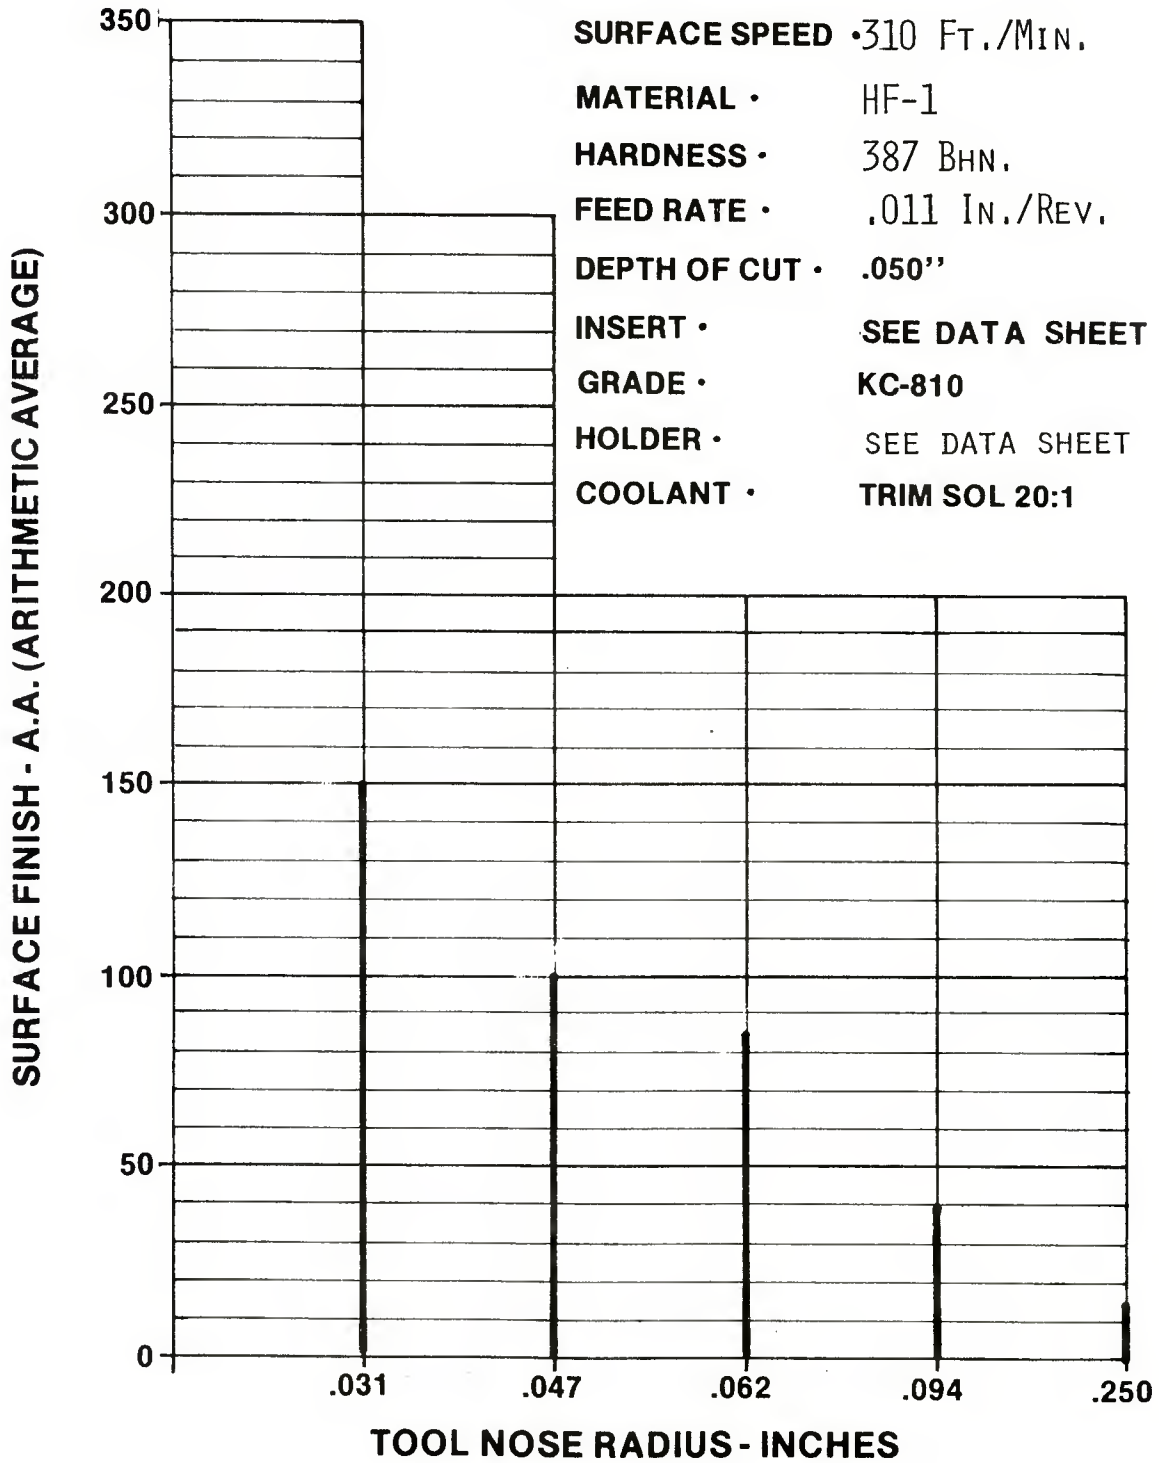 SURFACE SPEED • 310 FT./MIN.
MATERIAL • HF-1
HARDNESS • 387 BHN.
FEED RATE • .011 IN./REV.
DEPTH OF CUT • .050”
INSERT • SEE DATA SHEET
GRADE • KC-810
HOLDER • SEE DATA SHEET
COOLANT • TRIM SOL 20:1
SURFACE FINISH - A.A. (ARITHMETIC AVERAGE)
350
300
250
200
150
100
50
0
.031 .047 .062 .094 .250
TOOL NOSE RADIUS - INCHES